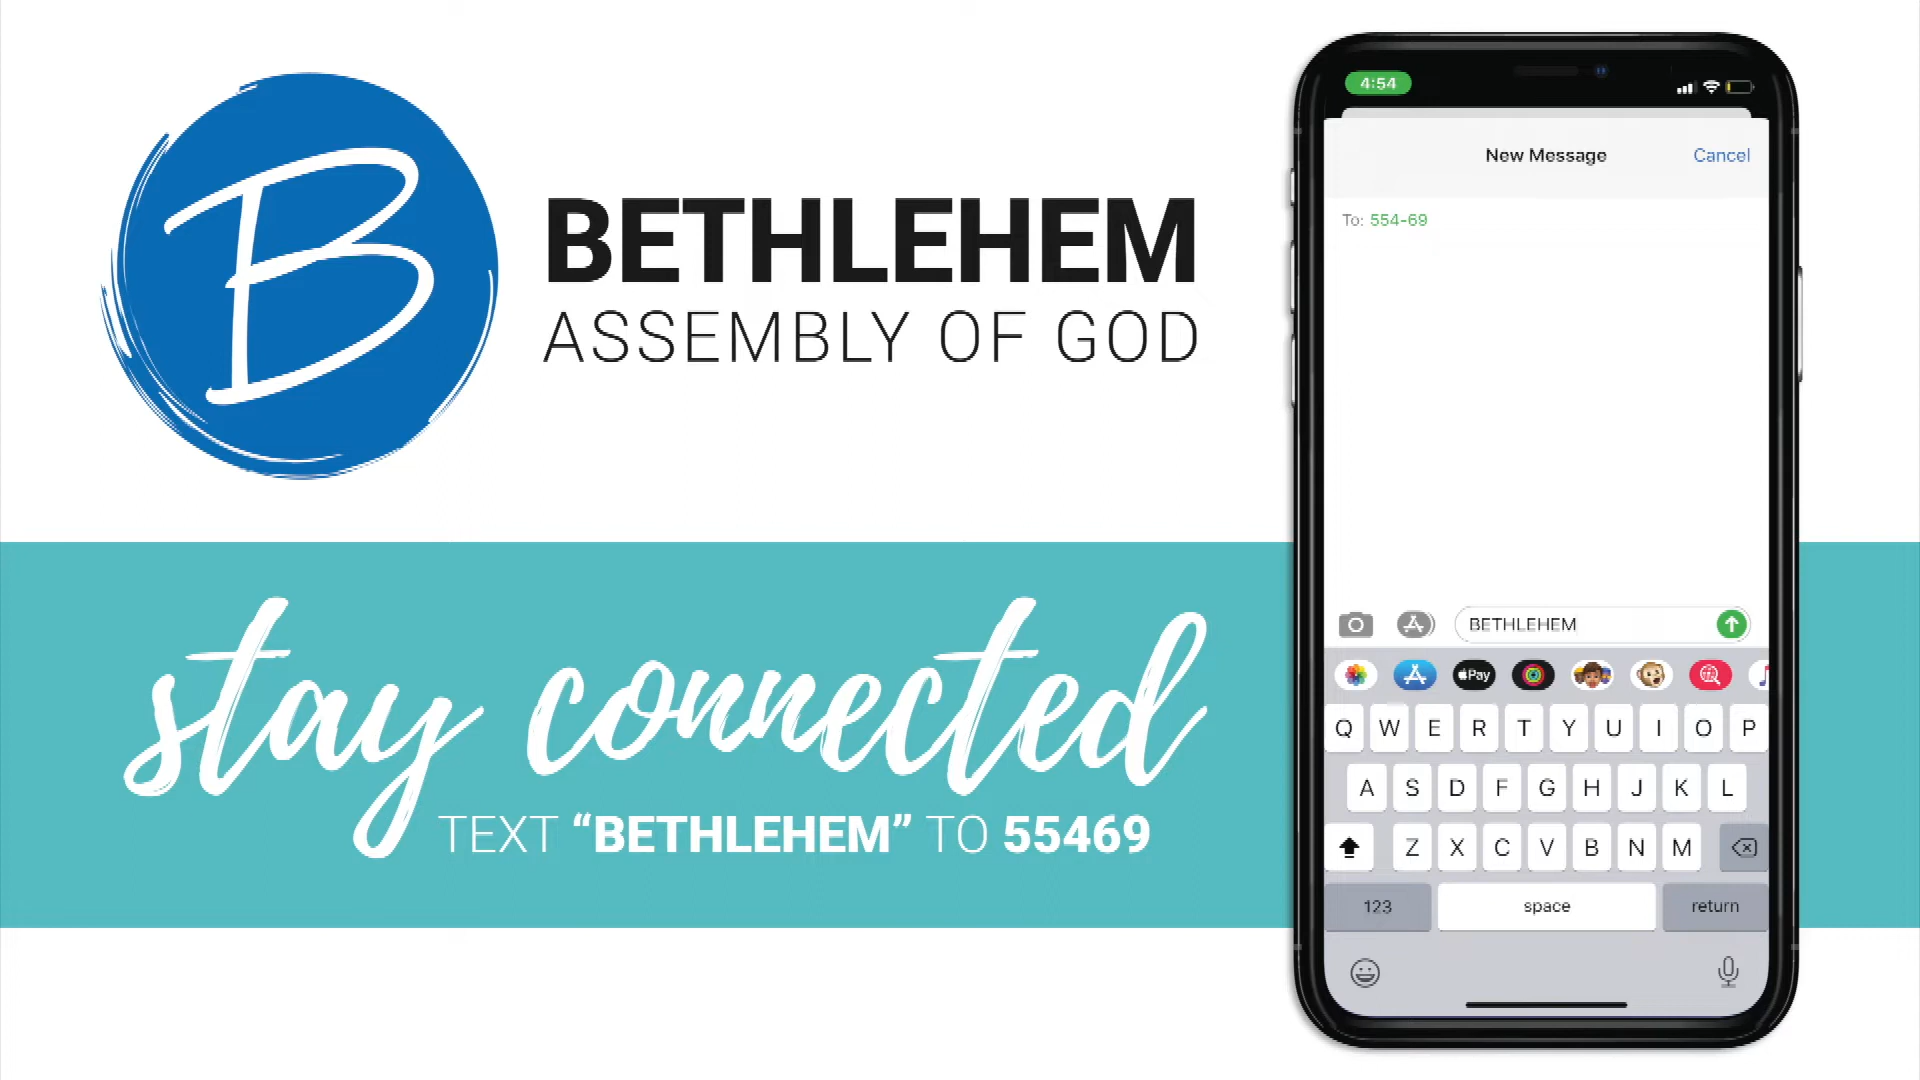 B
BETHLEHEM
ASSEMBLY OF GOD
stay connected
TEXT “BETHLEHEM” TO 55469
4:54
New Message
Cancel
To: 554-69
BETHLEHEM
Pay
Q W E R T Y U I O P
A S D F G H J K L
Z X C V B N M
123 space return